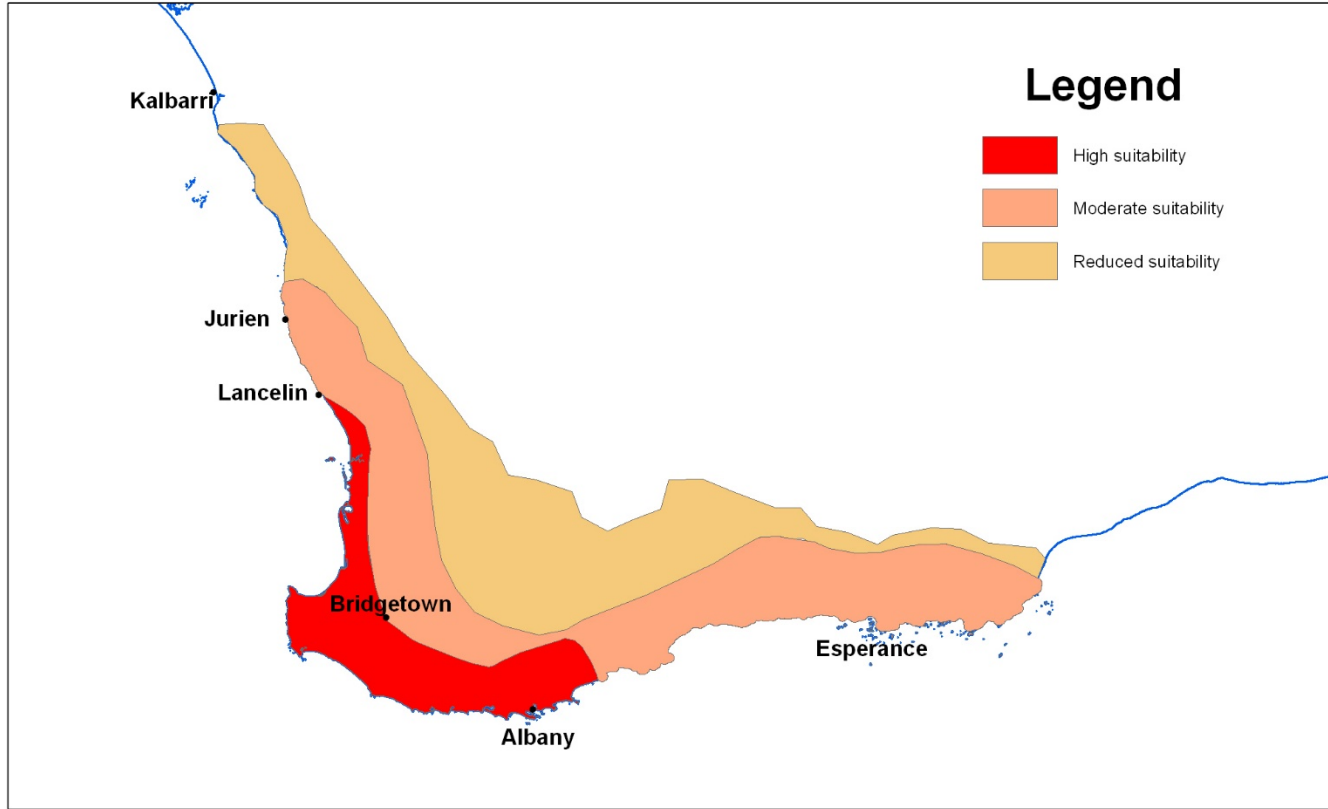 Legend
Kalbarri
High suitability
Moderate suitability
Reduced suitability
Jurien
Lancelin
Bridgetown
Esperance
Albany